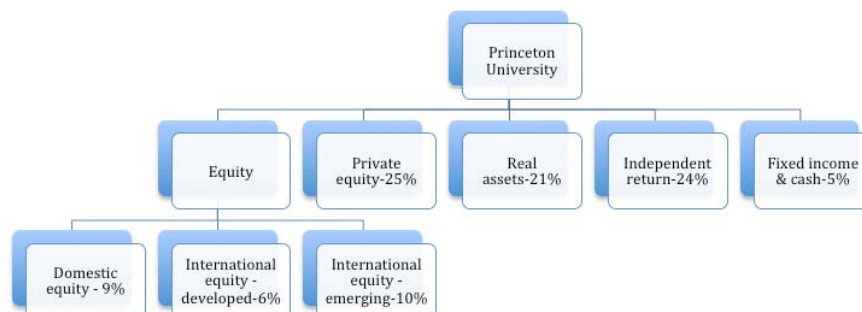 Princeton
University
Equity
Private
equity-25%
Real
assets-21%
Independent
return-24%
Fixed income
& cash-5%
Domestic
equity - 9%
International
equity -
developed-6%
International
equity -
emerging-10%